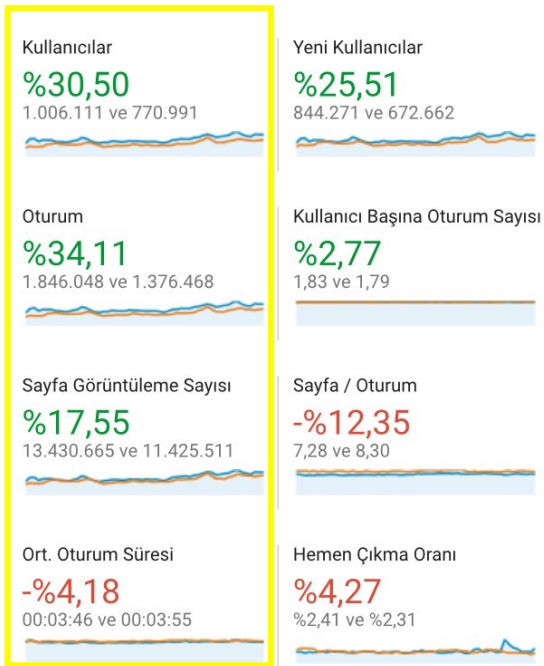 Kullanıcılar
%30,50
1.006.111 ve 770.991
Yeni Kullanıcılar
%25,51
844.271 ve 672.662
Oturum
%34,11
1.846.048 ve 1.376.468
Kullanıcı Başına Oturum Sayısı
%2,77
1,83 ve 1,79
Sayfa Görüntüleme Sayısı
%17,55
13.430.665 ve 11.425.511
Sayfa / Oturum
-%12,35
7,28 ve 8,30
Ort. Oturum Süresi
-%4,18
00:03:46 ve 00:03:55
Hemen Çıkma Oranı
%4,27
%2,41 ve %2,31